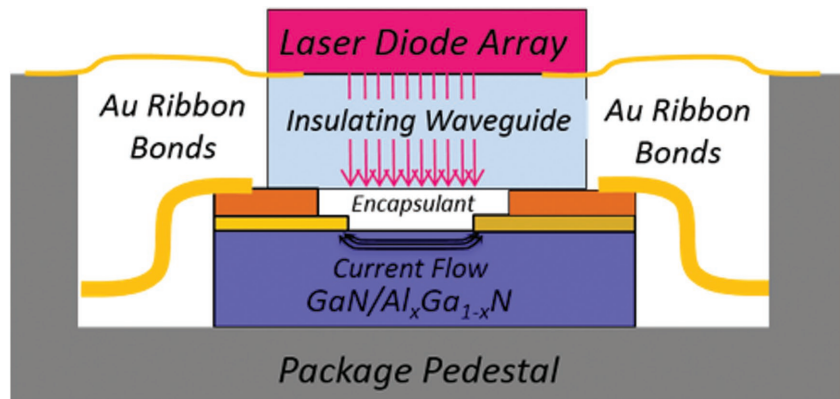 Laser Diode Array
Au Ribbon
Bonds
Insulating Waveguide
Au Ribbon
Bonds
Encapsulant
Current Flow
GaN/AlₓGa₁₋ₓN
Package Pedestal